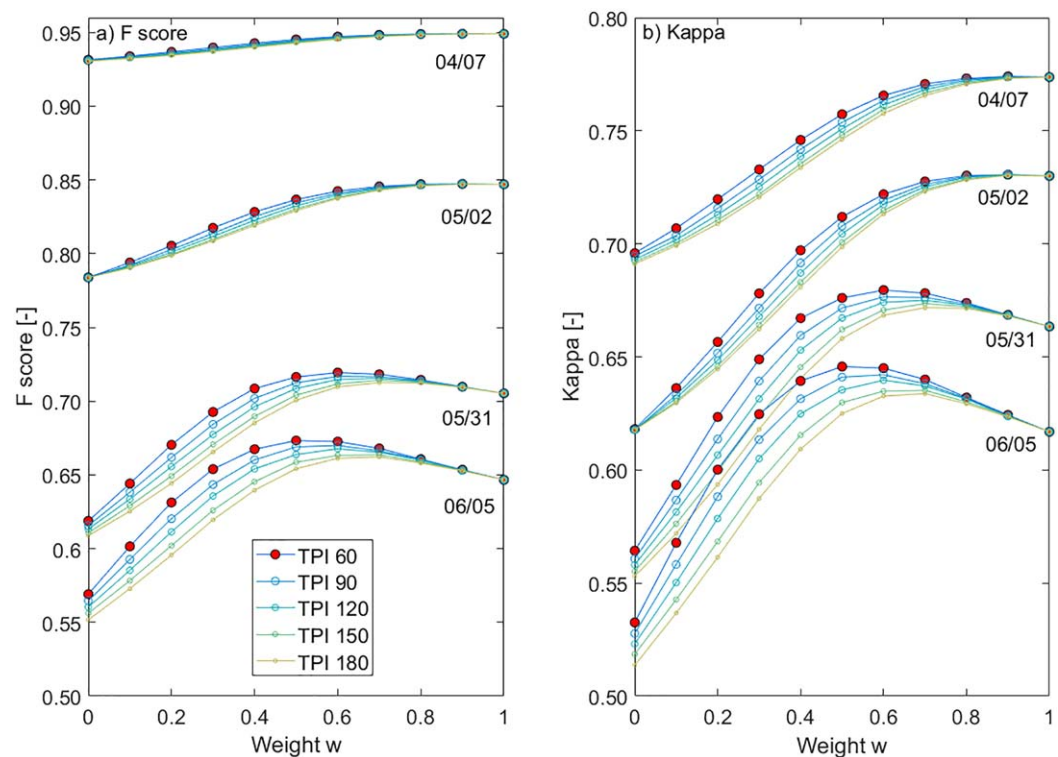 a) F score
0.95
0.90
0.85
0.80
0.75
0.70
0.65
0.6
0.55
0.50
F score [-]
04/07
05/02
05/31
06/05
TPI 60
TPI 90
TPI 120
TPI 150
TPI 180
0 0.2 0.4 0.6 0.8 1
Weight w
b) Kappa
0.80
0.75
0.70
0.65
0.60
0.55
0.50
Kappa [-]
04/07
05/02
05/31
06/05
0 0.2 0.4 0.6 0.8 1
Weight w